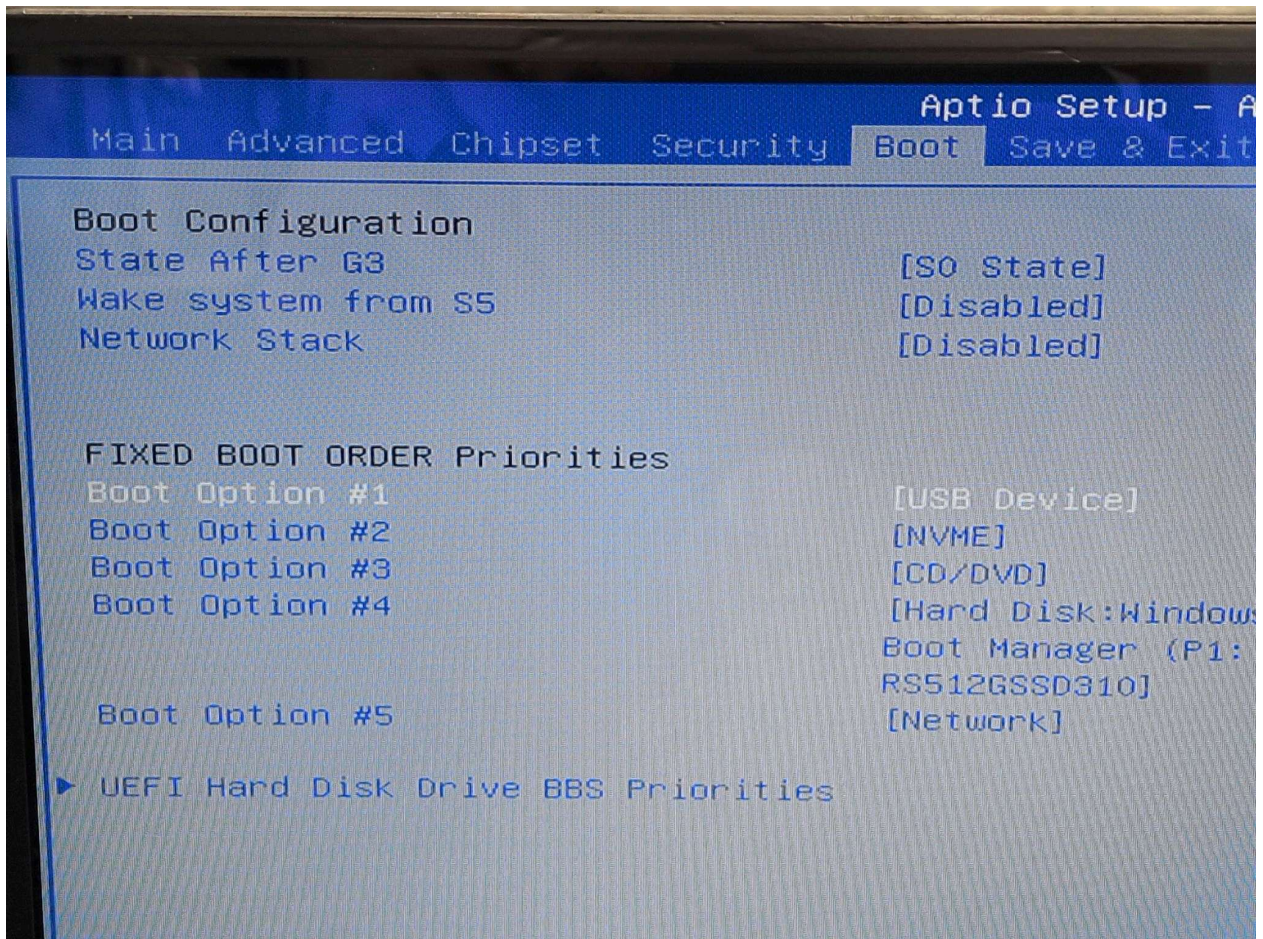 Aptio Setup - A
Main Advanced Chipset Security Boot Save & Exit
Boot Configuration
State After G3 [S0 State]
Wake system from S5 [Disabled]
Network Stack [Disabled]
FIXED BOOT ORDER Priorities
Boot Option #1 [USB Device]
Boot Option #2 [NVME]
Boot Option #3 [CD/DVD]
Boot Option #4 [Hard Disk:Windows
Boot Manager (P1:
RS512GSSD310]
Boot Option #5 [Network]
UEFI Hard Disk Drive BBS Priorities